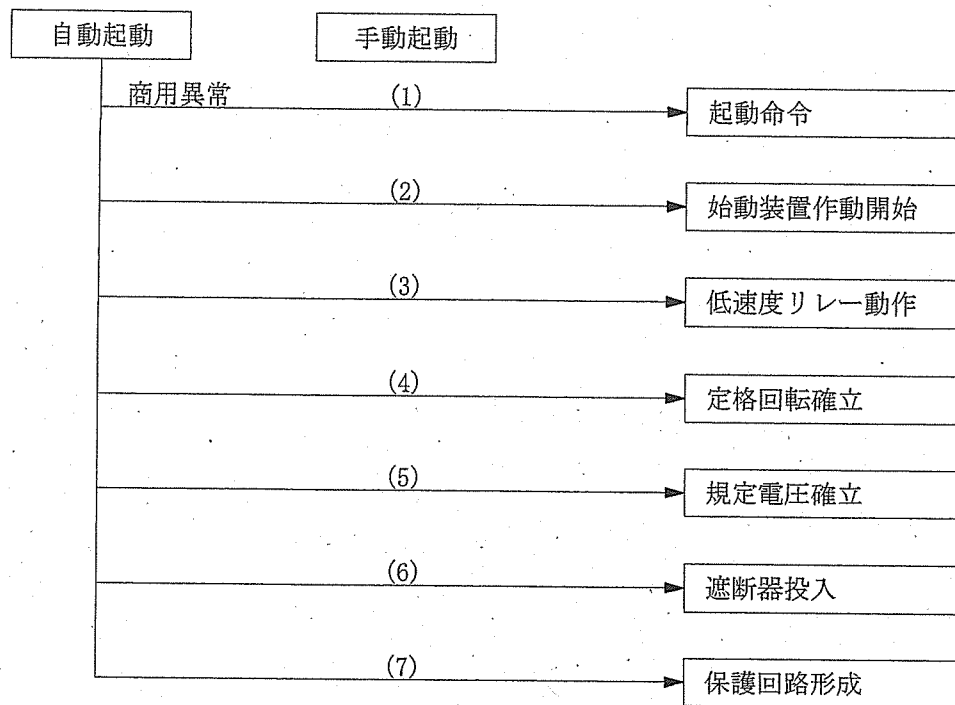 自動起動
手動起動
商用異常
(1)
起動命令
(2)
始動装置作動開始
(3)
低速度リレー動作
(4)
定格回転確立
(5)
規定電圧確立
(6)
遮断器投入
(7)
保護回路形成